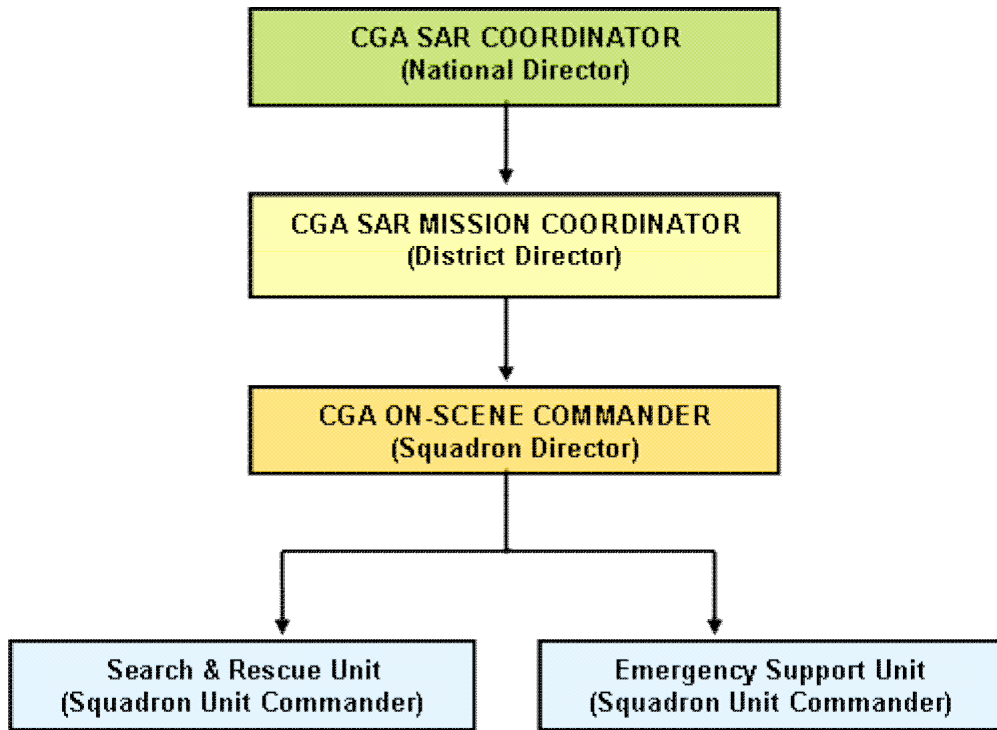 CGA SAR COORDINATOR
(National Director)
CGA SAR MISSION COORDINATOR
(District Director)
CGA ON-SCENE COMMANDER
(Squadron Director)
Search & Rescue Unit
(Squadron Unit Commander)
Emergency Support Unit
(Squadron Unit Commander)